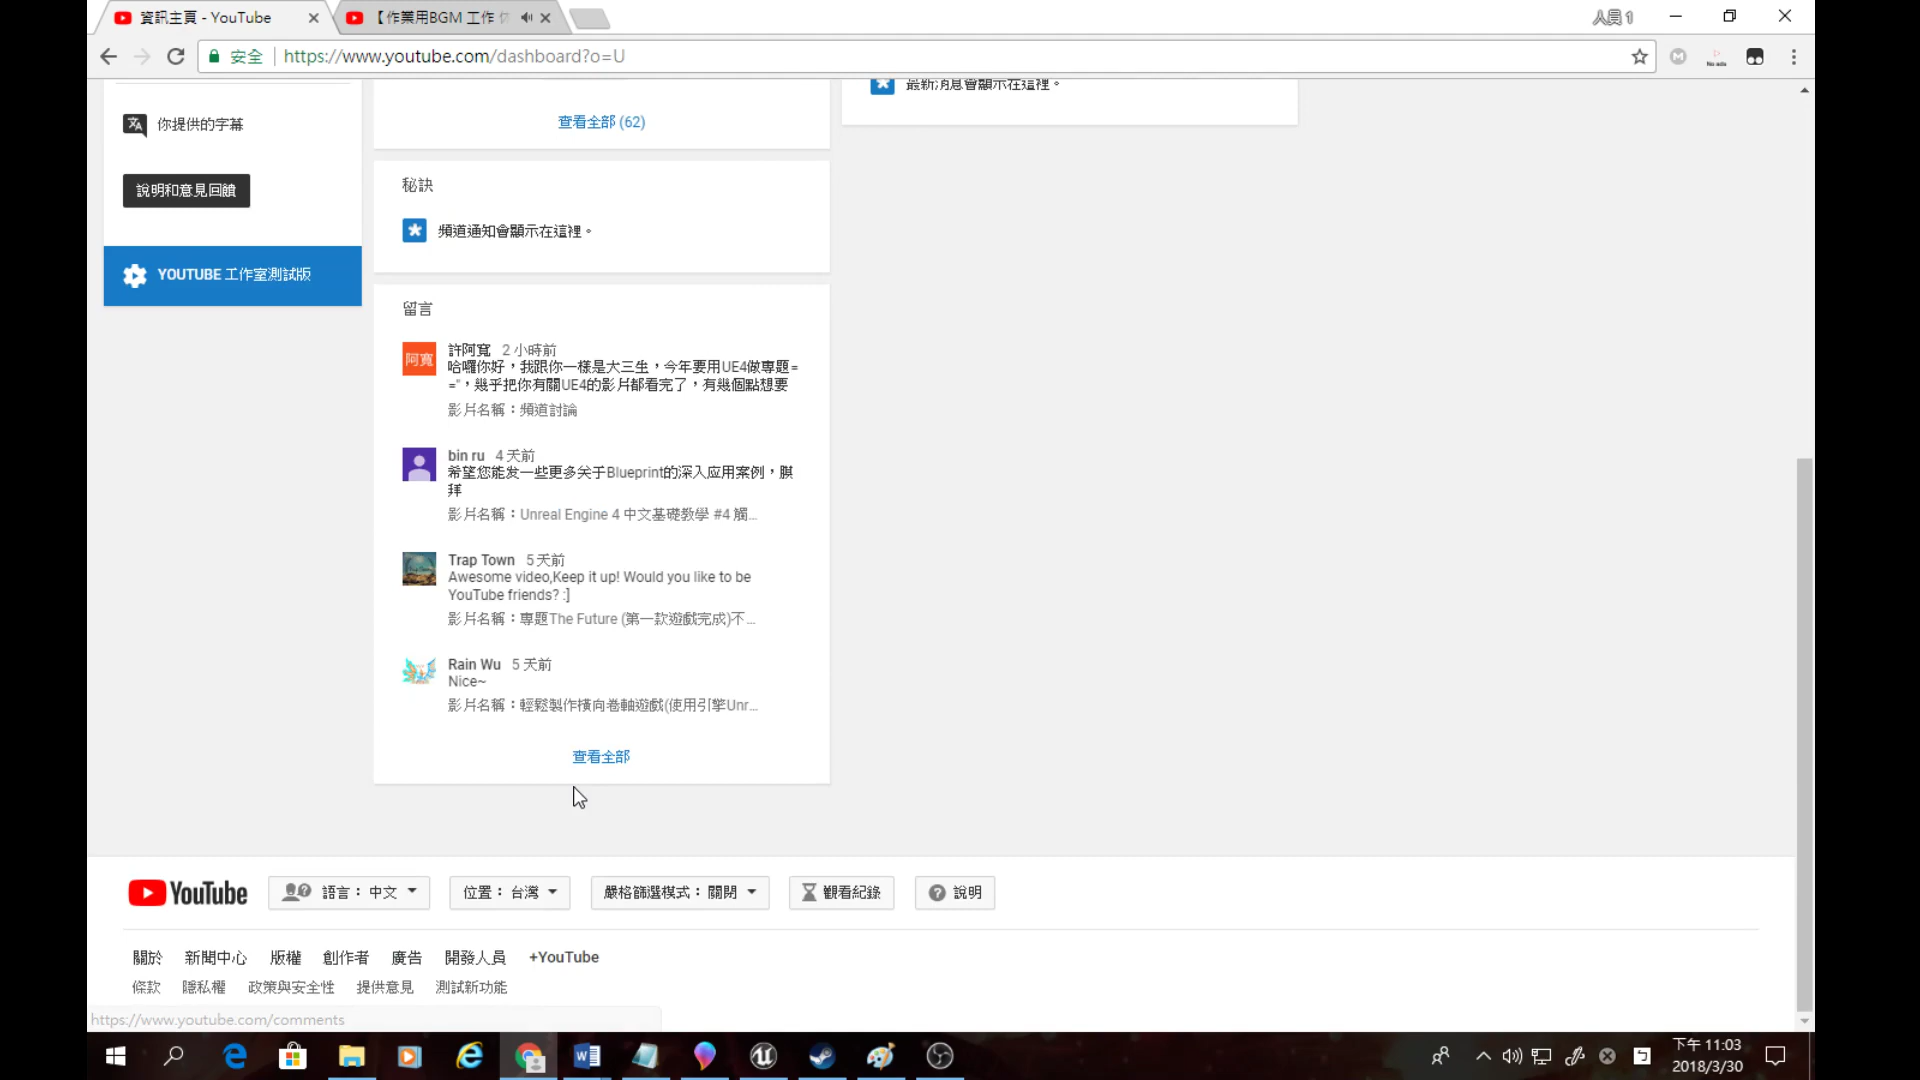 資訊主頁 - YouTube
【作業用BGM 工作
人員1
安全
https://www.youtube.com/dashboard?o=U
No ads
最新消息會顯示在這裡。
你提供的字幕
查看全部 (62)
秘訣
說明和意見回饋
頻道通知會顯示在這裡。
YOUTUBE 工作室測試版
留言
阿寬
許阿寬 2 小時前
哈囉你好,我跟你一樣是大三生,今年要用UE4做專題=
=",幾乎把你有關UE4的影片都看完了,有幾個點想要
影片名稱:頻道討論
bin ru 4 天前
希望您能发一些更多关于Blueprint的深入应用案例,膜
拜
影片名稱:Unreal Engine 4 中文基礎教學 #4 觸...
Trap Town 5 天前
Awesome video,Keep it up! Would you like to be
YouTube friends? :]
影片名稱:專題The Future (第一款遊戲完成)不...
Rain Wu 5 天前
Nice~
影片名稱:輕鬆製作橫向卷軸遊戲(使用引擎Unr...
查看全部
YouTube
語言: 中文
位置: 台灣
嚴格篩選模式: 關閉
觀看紀錄
說明
關於 新聞中心 版權 創作者 廣告 開發人員 +YouTube
條款 隱私權 政策與安全性 提供意見 測試新功能
https://www.youtube.com/comments
下午 11:03
2018/3/30